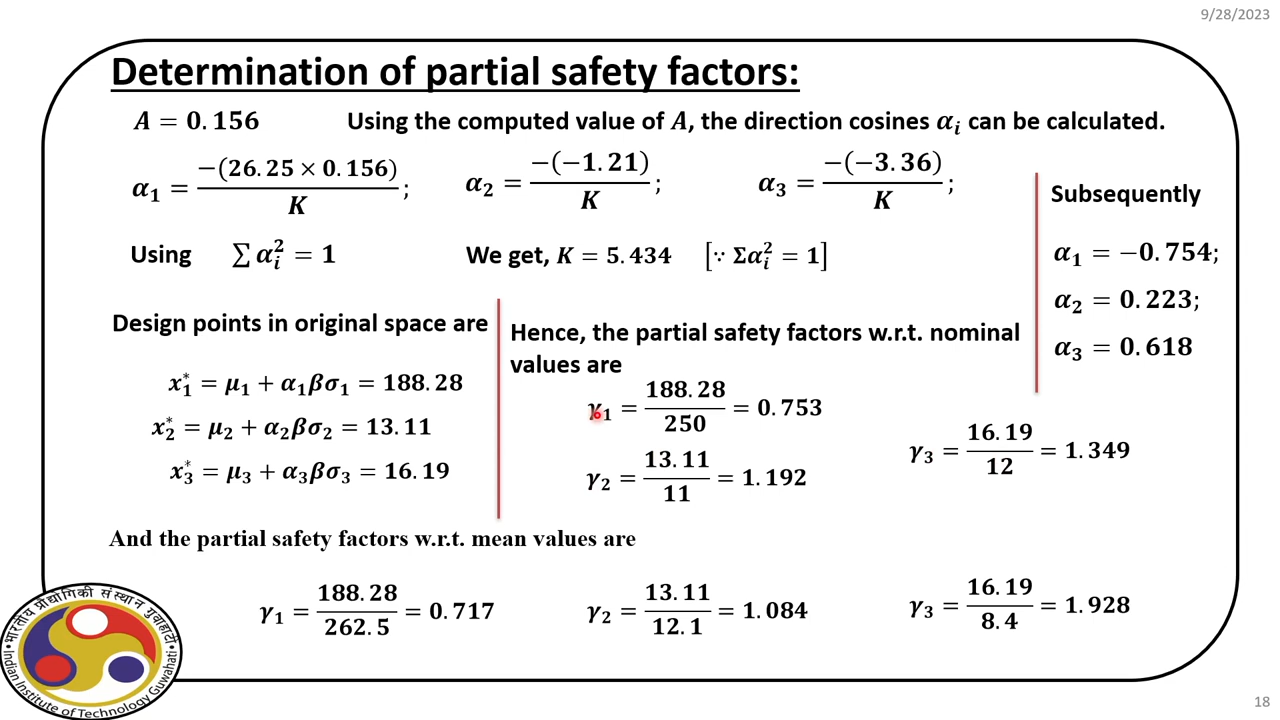 9/28/2023
Determination of partial safety factors:
A = 0.156 Using the computed value of A, the direction cosines αᵢ can be calculated.
α₁ = −(26.25 × 0.156) / K ; α₂ = −(−1.21) / K ; α₃ = −(−3.36) / K ;
Subsequently
Using ∑ αᵢ² = 1 We get, K = 5.434 [∵ Σαᵢ² = 1]
α₁ = −0.754;
α₂ = 0.223;
α₃ = 0.618
Design points in original space are
x₁* = μ₁ + α₁βσ₁ = 188.28
x₂* = μ₂ + α₂βσ₂ = 13.11
x₃* = μ₃ + α₃βσ₃ = 16.19
Hence, the partial safety factors w.r.t. nominal
values are
γ₁ = 188.28 / 250 = 0.753
γ₂ = 13.11 / 11 = 1.192
γ₃ = 16.19 / 12 = 1.349
And the partial safety factors w.r.t. mean values are
γ₁ = 188.28 / 262.5 = 0.717 γ₂ = 13.11 / 12.1 = 1.084 γ₃ = 16.19 / 8.4 = 1.928
भारतीय प्रौद्योगिकी संस्थान गुवाहाटी
Indian Institute of Technology Guwahati
18